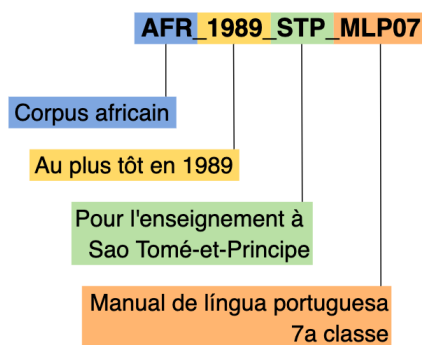 AFR_1989_STP_MLP07
Corpus africain
Au plus tôt en 1989
Pour l'enseignement à
Sao Tomé-et-Principe
Manual de língua portuguesa
7a classe